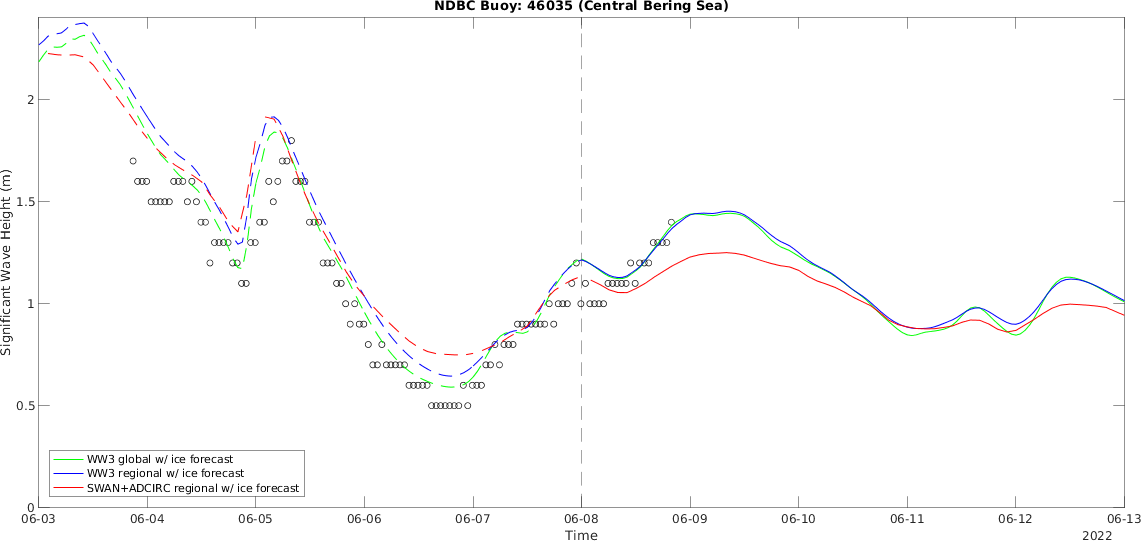 NDBC Buoy: 46035 (Central Bering Sea)
Significant Wave Height (m)
2
1.5
1
0.5
0
WW3 global w/ ice forecast
WW3 regional w/ ice forecast
SWAN+ADCIRC regional w/ ice forecast
06-03 06-04 06-05 06-06 06-07 06-08 06-09 06-10 06-11 06-12 06-13
Time 2022